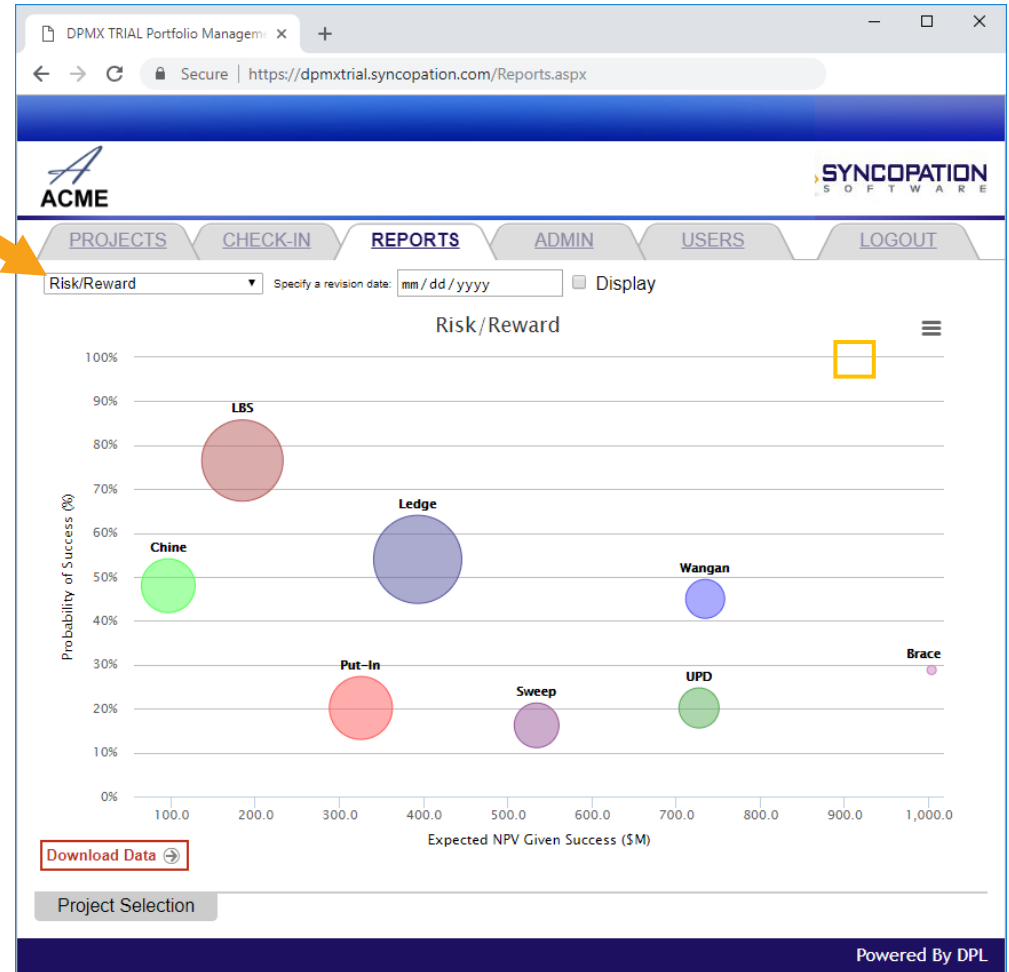 DPMX TRIAL Portfolio Managem
Secure | https://dpmxtrial.syncopation.com/Reports.aspx
ACME
SYNCOPATION
SOFTWARE
PROJECTS CHECK-IN REPORTS ADMIN USERS LOGOUT
Risk/Reward Specify a revision date: mm/dd/yyyy Display
Risk/Reward
100%
90%
LBS
80%
70%
Ledge
60%
Chine
Wangan
50%
40%
Probability of Success (%)
Brace
30%
Put-In
UPD
Sweep
20%
10%
0%
100.0 200.0 300.0 400.0 500.0 600.0 700.0 800.0 900.0 1,000.0
Expected NPV Given Success ($M)
Download Data
Project Selection
Powered By DPL